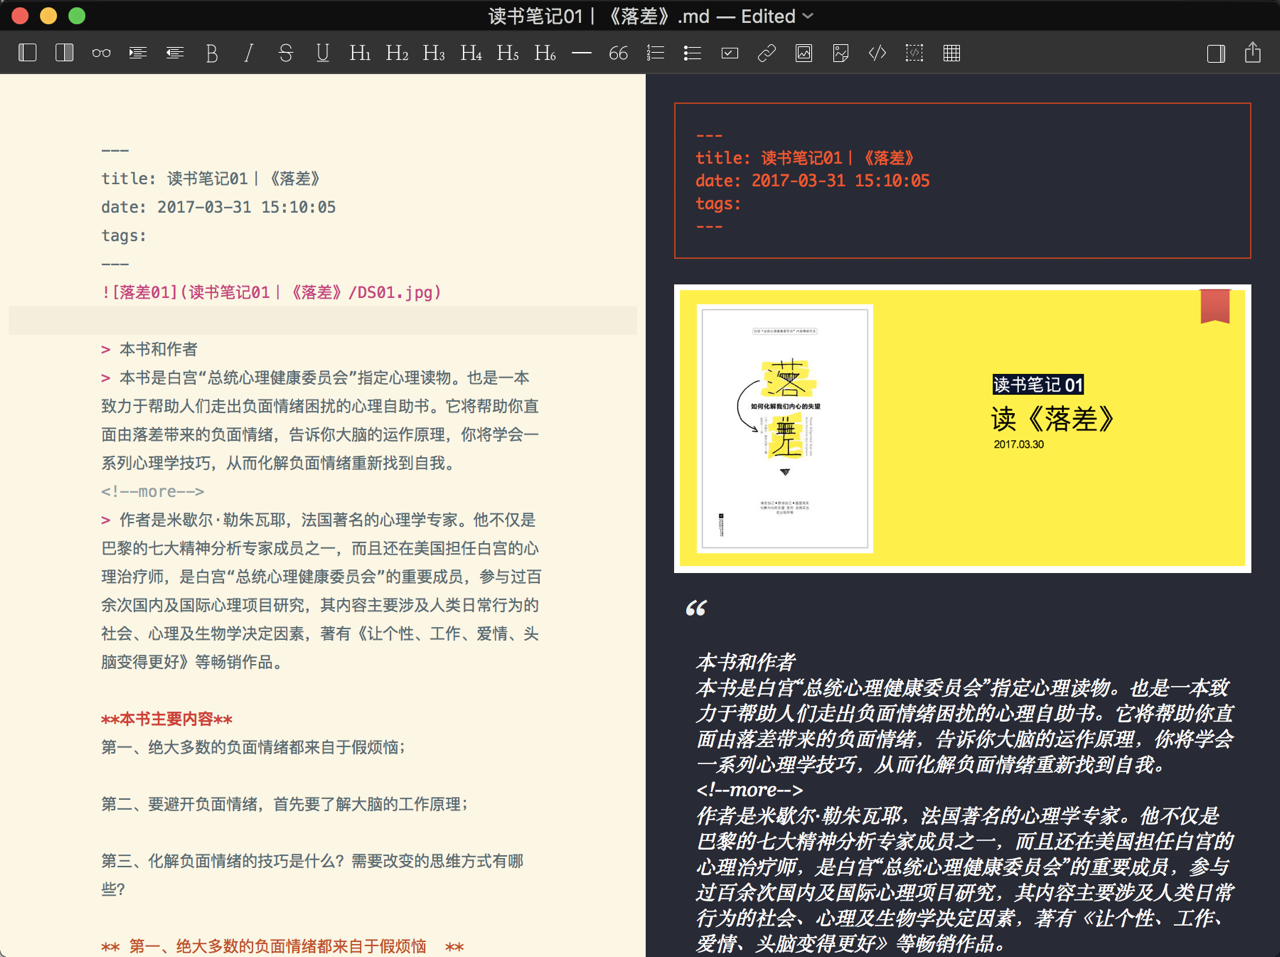 读书笔记01丨《落差》.md — Edited
B I S U H1 H2 H3 H4 H5 H6 — 66
---
title: 读书笔记01丨《落差》
date: 2017-03-31 15:10:05
tags:
---
![落差01](读书笔记01丨《落差》/DS01.jpg)
> 本书和作者
> 本书是白宫“总统心理健康委员会”指定心理读物。也是一本
致力于帮助人们走出负面情绪困扰的心理自助书。它将帮助你直
面由落差带来的负面情绪，告诉你大脑的运作原理，你将学会一
系列心理学技巧，从而化解负面情绪重新找到自我。
<!--more-->
> 作者是米歇尔·勒朱瓦耶，法国著名的心理学专家。他不仅是
巴黎的七大精神分析专家成员之一，而且还在美国担任白宫的心
理治疗师，是白宫“总统心理健康委员会”的重要成员，参与过百
余次国内及国际心理项目研究，其内容主要涉及人类日常行为的
社会、心理及生物学决定因素，著有《让个性、工作、爱情、头
脑变得更好》等畅销作品。
**本书主要内容**
第一、绝大多数的负面情绪都来自于假烦恼；
第二、要避开负面情绪，首先要了解大脑的工作原理；
第三、化解负面情绪的技巧是什么？需要改变的思维方式有哪
些？
** 第一、绝大多数的负面情绪都来自于假烦恼  **
---
title: 读书笔记01丨《落差》
date: 2017-03-31 15:10:05
tags:
---
落
如何化解我们内心的失望
差
读书笔记 01
读《落差》
2017.03.30
“
本书和作者
本书是白宫“总统心理健康委员会”指定心理读物。也是一本致
力于帮助人们走出负面情绪困扰的心理自助书。它将帮助你直
面由落差带来的负面情绪，告诉你大脑的运作原理，你将学会
一系列心理学技巧，从而化解负面情绪重新找到自我。
<!--more-->
作者是米歇尔·勒朱瓦耶，法国著名的心理学专家。他不仅是
巴黎的七大精神分析专家成员之一，而且还在美国担任白宫的
心理治疗师，是白宫“总统心理健康委员会”的重要成员，参与
过百余次国内及国际心理项目研究，其内容主要涉及人类日常
行为的社会、心理及生物学决定因素，著有《让个性、工作、
爱情、头脑变得更好》等畅销作品。